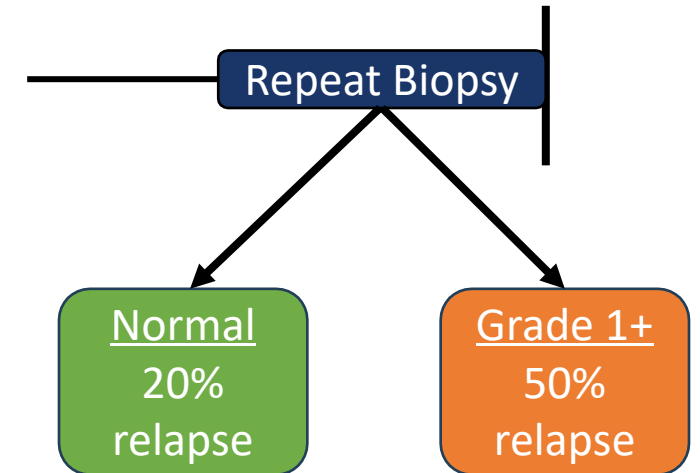 Repeat Biopsy
Normal
20%
relapse
Grade 1+
50%
relapse